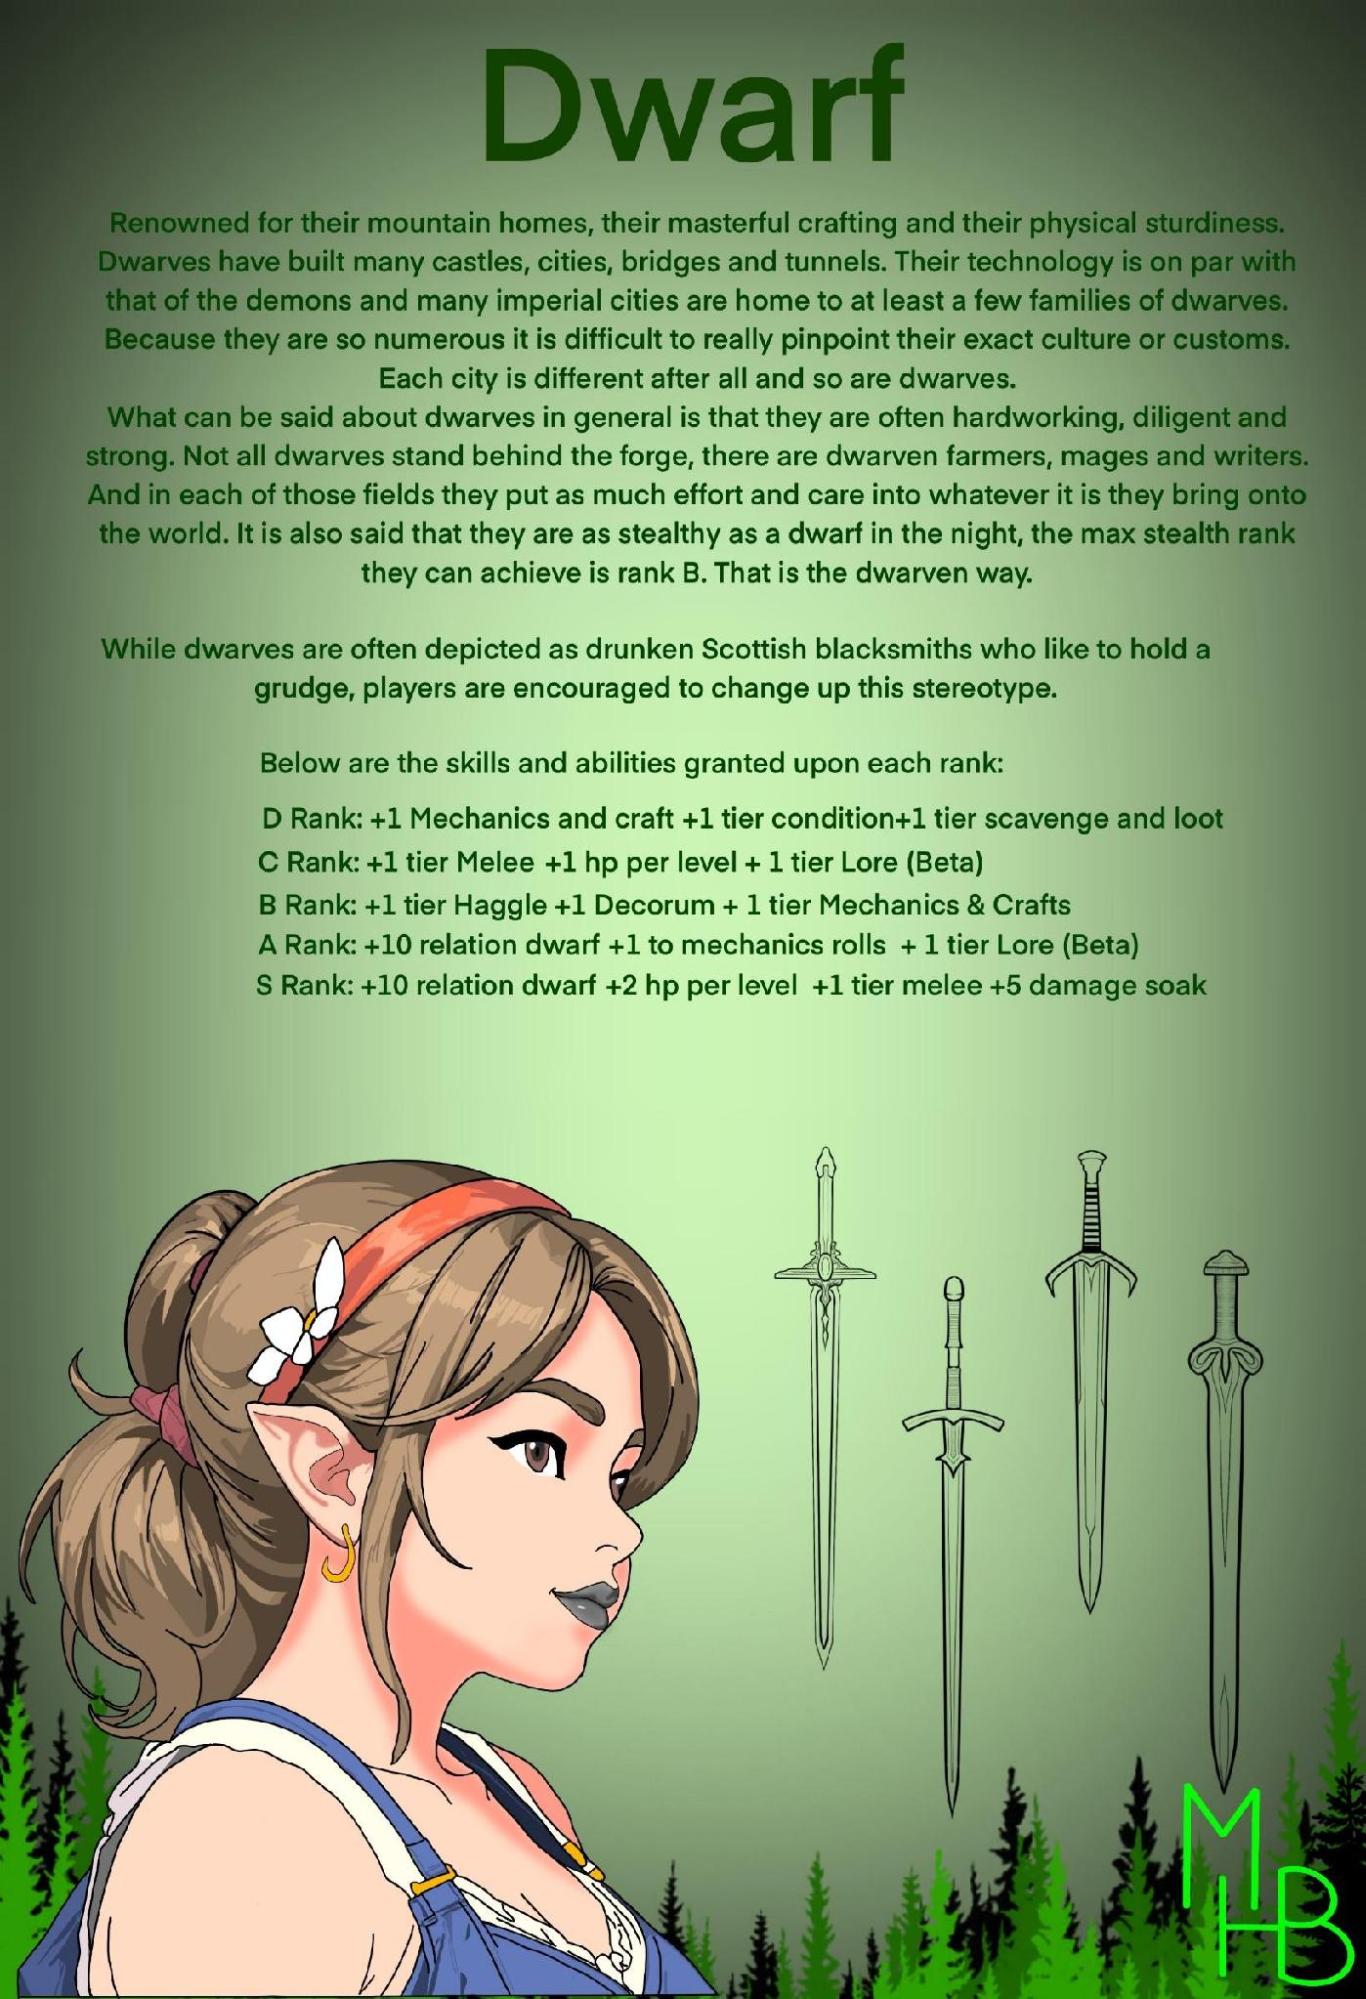 Dwarf
Renowned for their mountain homes, their masterful crafting and their physical sturdiness.
Dwarves have built many castles, cities, bridges and tunnels. Their technology is on par with
that of the demons and many imperial cities are home to at least a few families of dwarves.
Because they are so numerous it is difficult to really pinpoint their exact culture or customs.
Each city is different after all and so are dwarves.
What can be said about dwarves in general is that they are often hardworking, diligent and
strong. Not all dwarves stand behind the forge, there are dwarven farmers, mages and writers.
And in each of those fields they put as much effort and care into whatever it is they bring onto
the world. It is also said that they are as stealthy as a dwarf in the night, the max stealth rank
they can achieve is rank B. That is the dwarven way.
While dwarves are often depicted as drunken Scottish blacksmiths who like to hold a
grudge, players are encouraged to change up this stereotype.
Below are the skills and abilities granted upon each rank:
D Rank: +1 Mechanics and craft +1 tier condition+1 tier scavenge and loot
C Rank: +1 tier Melee +1 hp per level + 1 tier Lore (Beta)
B Rank: +1 tier Haggle +1 Decorum + 1 tier Mechanics & Crafts
A Rank: +10 relation dwarf +1 to mechanics rolls + 1 tier Lore (Beta)
S Rank: +10 relation dwarf +2 hp per level +1 tier melee +5 damage soak
MHB